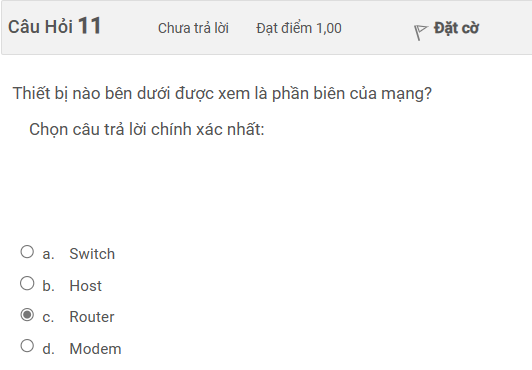 Câu Hỏi 11 Chưa trả lời Đạt điểm 1,00 Đặt cờ
Thiết bị nào bên dưới được xem là phần biên của mạng?
Chọn câu trả lời chính xác nhất:
a. Switch
b. Host
c. Router
d. Modem